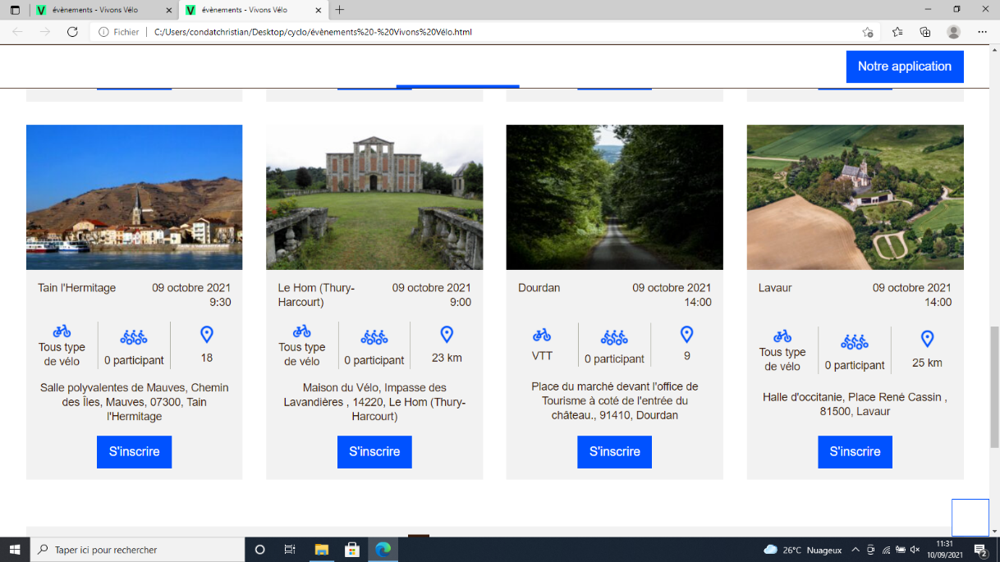 évènements - Vivons Vélo
évènements - Vivons Vélo
Fichier
C:/Users/condatchristian/Desktop/cyclo/évènements%20-%20Vivons%20Vélo.html
Notre application
Tain l'Hermitage
09 octobre 2021
9:30
Tous type
de vélo
0 participant
18
Salle polyvalentes de Mauves, Chemin
des Îles, Mauves, 07300, Tain
l'Hermitage
S'inscrire
Le Hom (Thury-
Harcourt)
09 octobre 2021
9:00
Tous type
de vélo
0 participant
23 km
Maison du Vélo, Impasse des
Lavandières , 14220, Le Hom (Thury-
Harcourt)
S'inscrire
Dourdan
09 octobre 2021
14:00
VTT
0 participant
9
Place du marché devant l'office de
Tourisme à coté de l'entrée du
château., 91410, Dourdan
S'inscrire
Lavaur
09 octobre 2021
14:00
Tous type
de vélo
0 participant
25 km
Halle d'occitanie, Place René Cassin ,
81500, Lavaur
S'inscrire
Taper ici pour rechercher
26°C Nuageux
11:31
10/09/2021
2